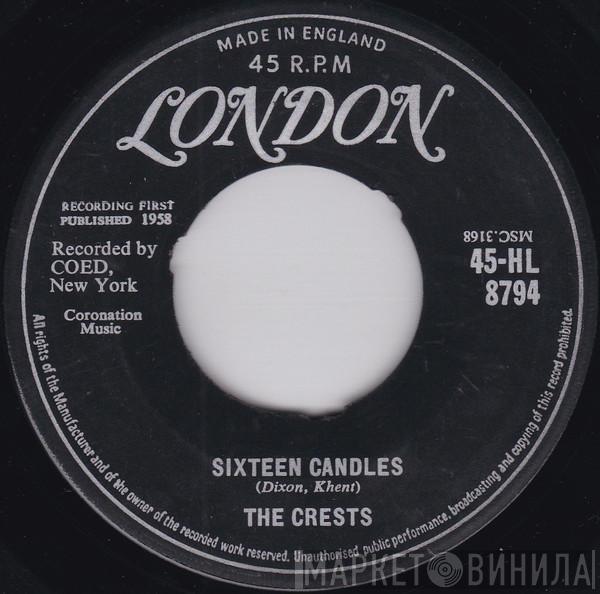 MADE IN ENGLAND
45 R.P.M
LONDON
RECORDING FIRST
PUBLISHED 1958
Recorded by
COED,
New York
Coronation
Music
MSC.3168
45-HL
8794
SIXTEEN CANDLES
(Dixon, Khent)
THE CRESTS
All rights of the Manufacturer and of the owner of the recorded work reserved. Unauthorised public performance, broadcasting and copying of this record prohibited.
МАРКЕТ ВИНИЛА